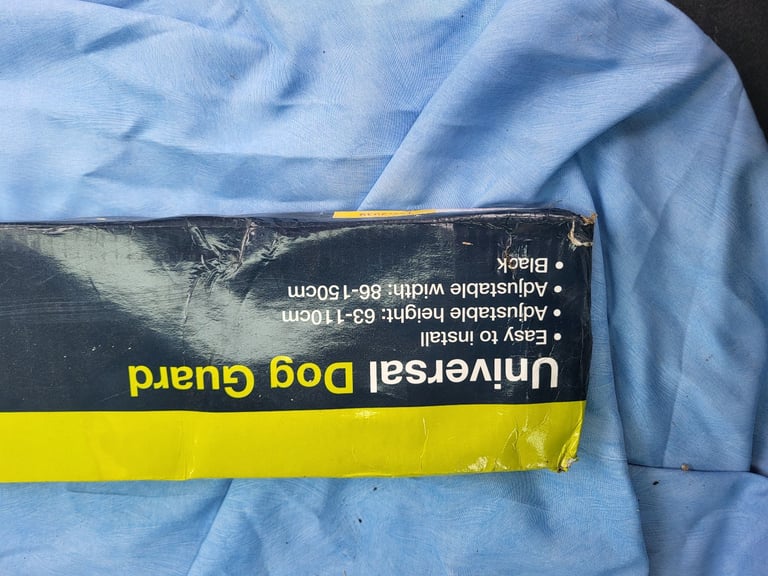 Universal Dog Guard
• Easy to install
• Adjustable height: 63-110cm
• Adjustable width: 86-150cm
• Black